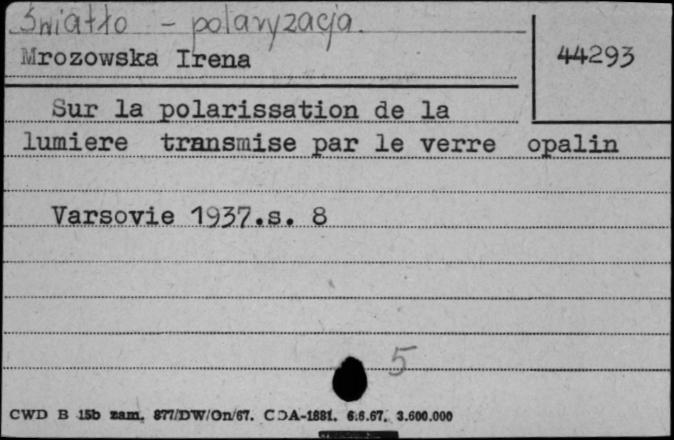 Światło - polaryzacja.
Mrozowska Irena
44293
Sur la polarissation de la
lumiere transmise par le verre opalin
Varsovie 1937.s. 8
5
CWD B 15b zam. 877/DW/On/67. CDA-1881. 6.6.67. 3.600.000